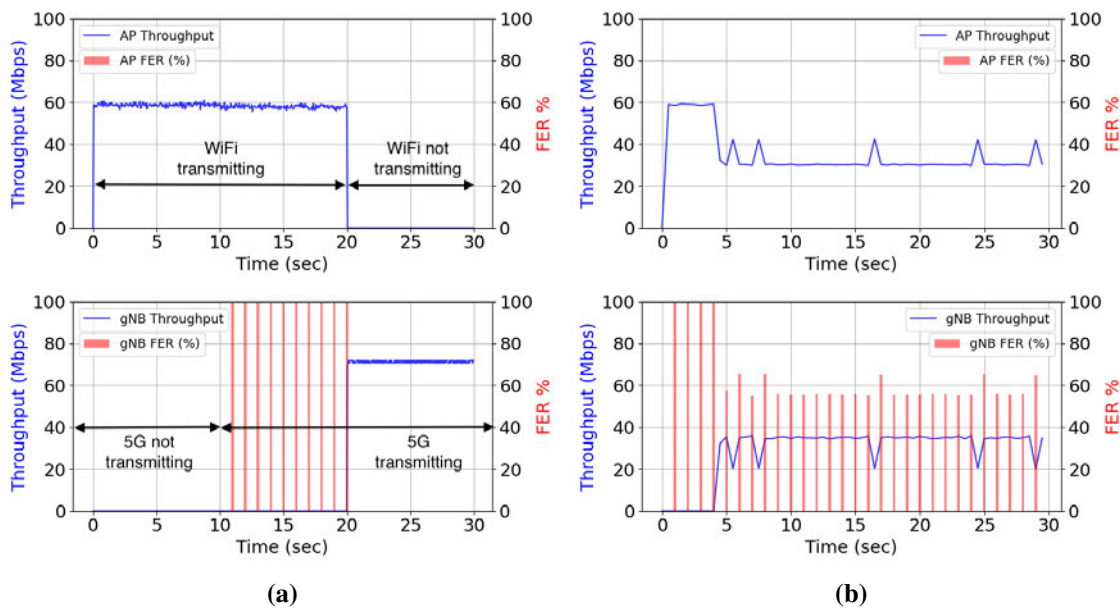 100
80
60
40
20
0
Throughput (Mbps)
AP Throughput
AP FER (%)
WiFi
transmitting
WiFi not
transmitting
100
80
60
40
20
0
FER %
0 5 10 15 20 25 30
Time (sec)
100
80
60
40
20
0
Throughput (Mbps)
AP Throughput
AP FER (%)
100
80
60
40
20
0
FER %
0 5 10 15 20 25 30
Time (sec)
100
80
60
40
20
0
Throughput (Mbps)
gNB Throughput
gNB FER (%)
5G not
transmitting
5G
transmitting
100
80
60
40
20
0
FER %
0 5 10 15 20 25 30
Time (sec)
100
80
60
40
20
0
Throughput (Mbps)
gNB Throughput
gNB FER (%)
100
80
60
40
20
0
FER %
0 5 10 15 20 25 30
Time (sec)
(a)
(b)